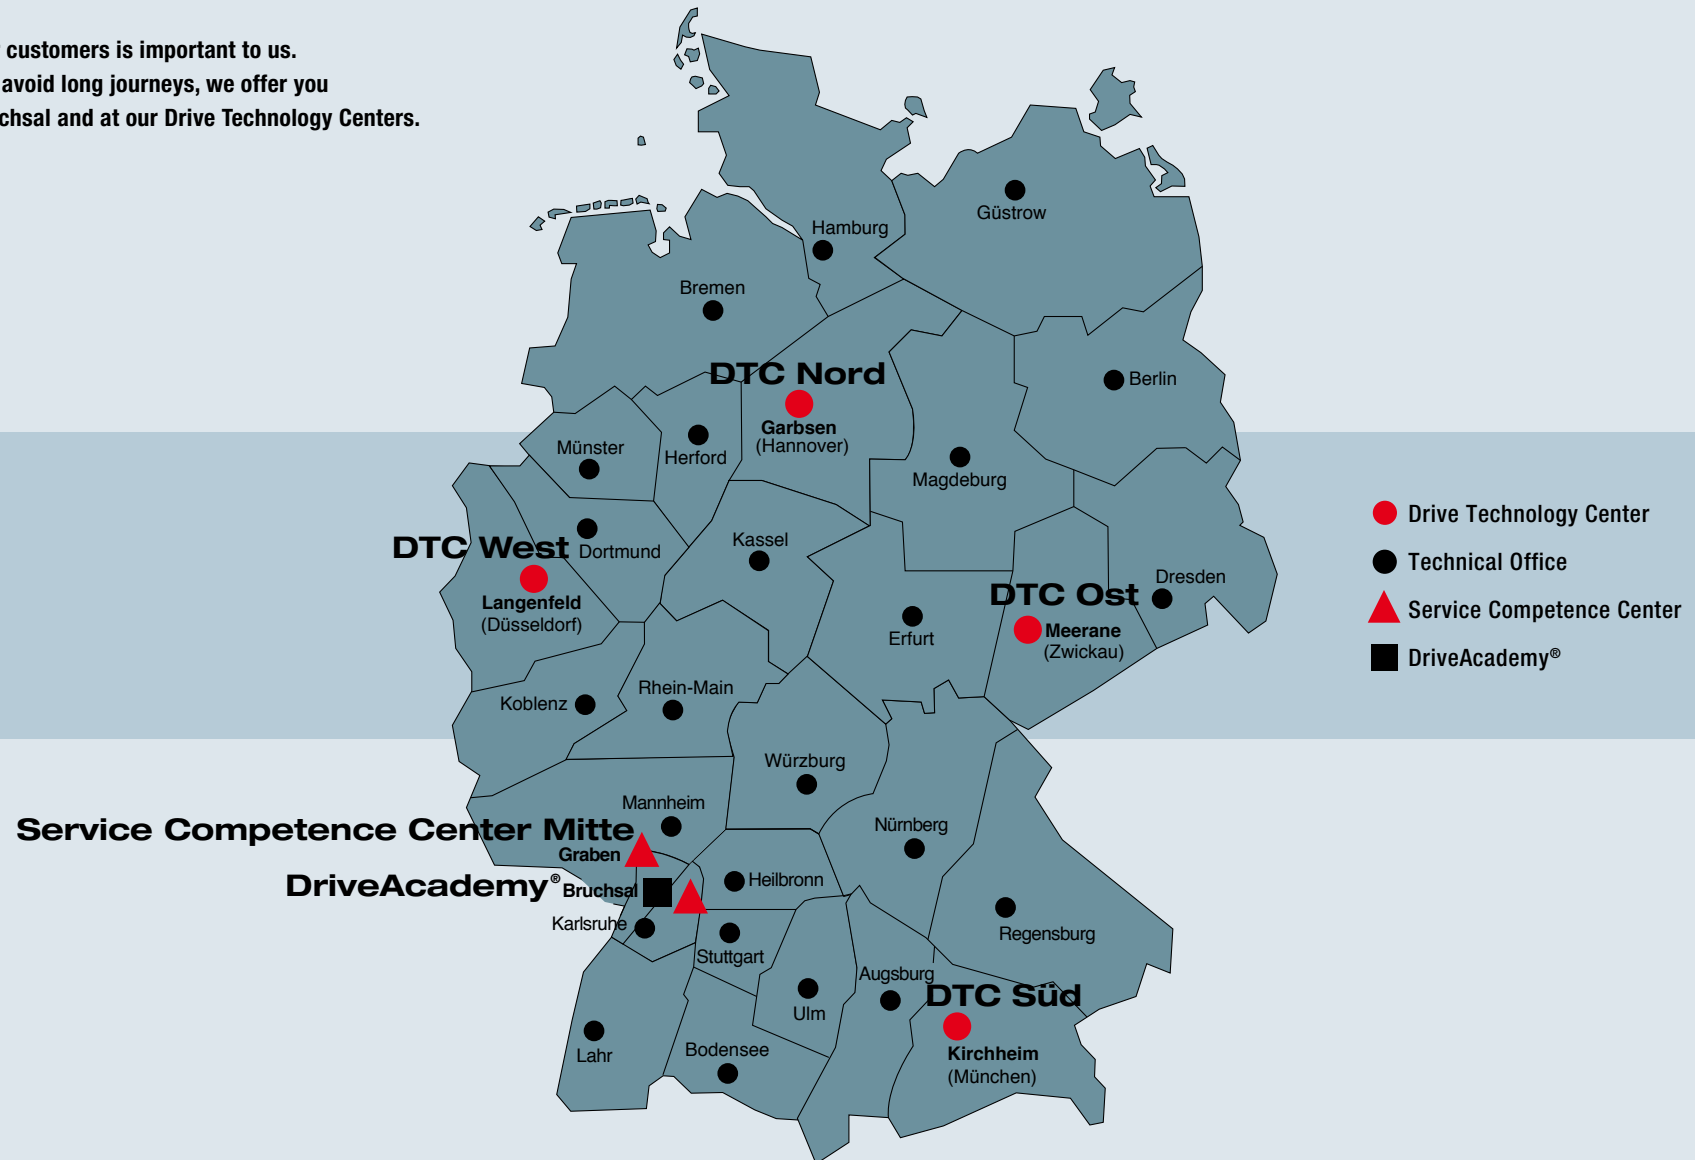 customers is important to us.
avoid long journeys, we offer you
chsal and at our Drive Technology Centers.
Güstrow
Hamburg
Bremen
DTC Nord
Berlin
Garbsen
(Hannover)
Münster
Herford
Magdeburg
Drive Technology Center
DTC West
Dortmund
Kassel
Technical Office
Langenfeld
(Düsseldorf)
DTC Ost
Dresden
Service Competence Center
Erfurt
Meerane
(Zwickau)
DriveAcademy®
Koblenz
Rhein-Main
Würzburg
Mannheim
Service Competence Center Mitte
Graben
Nürnberg
DriveAcademy®
Bruchsal
Heilbronn
Karlsruhe
Stuttgart
Regensburg
Augsburg
DTC Süd
Ulm
Lahr
Bodensee
Kirchheim
(München)